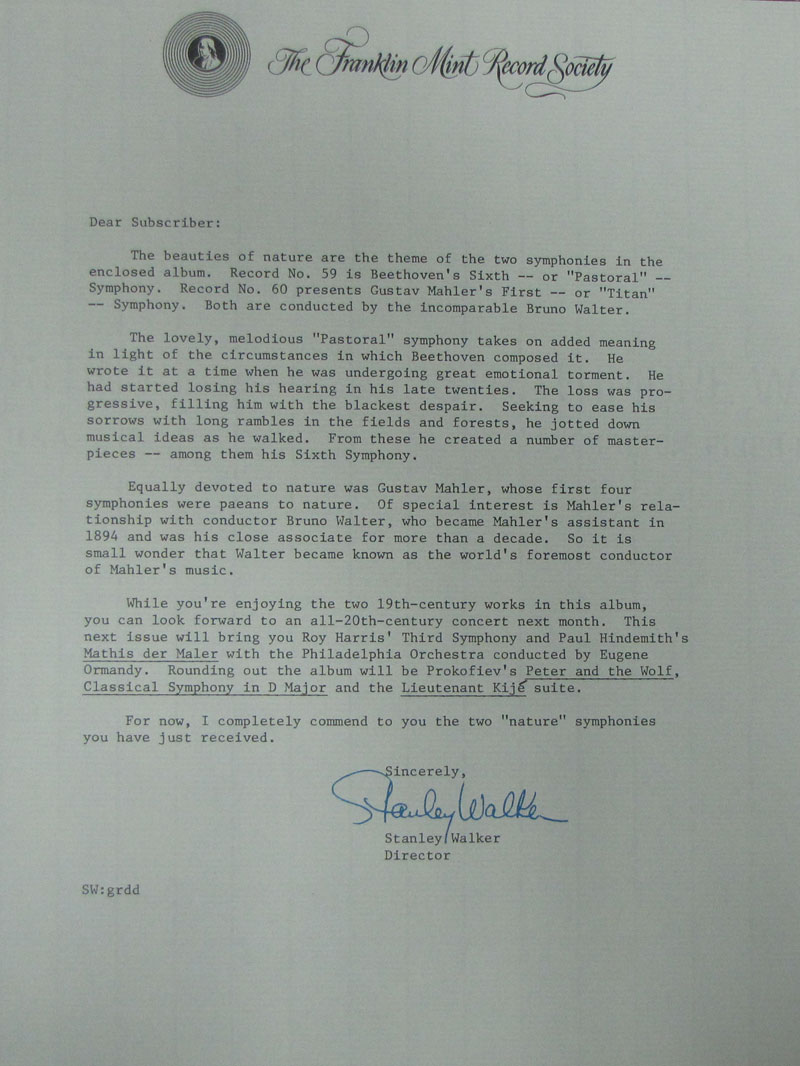 The Franklin Mint Record Society
Dear Subscriber:
The beauties of nature are the theme of the two symphonies in the
enclosed album. Record No. 59 is Beethoven's Sixth -- or "Pastoral" --
Symphony. Record No. 60 presents Gustav Mahler's First -- or "Titan"
-- Symphony. Both are conducted by the incomparable Bruno Walter.
The lovely, melodious "Pastoral" symphony takes on added meaning
in light of the circumstances in which Beethoven composed it. He
wrote it at a time when he was undergoing great emotional torment. He
had started losing his hearing in his late twenties. The loss was pro-
gressive, filling him with the blackest despair. Seeking to ease his
sorrows with long rambles in the fields and forests, he jotted down
musical ideas as he walked. From these he created a number of master-
pieces -- among them his Sixth Symphony.
Equally devoted to nature was Gustav Mahler, whose first four
symphonies were paeans to nature. Of special interest is Mahler's rela-
tionship with conductor Bruno Walter, who became Mahler's assistant in
1894 and was his close associate for more than a decade. So it is
small wonder that Walter became known as the world's foremost conductor
of Mahler's music.
While you're enjoying the two 19th-century works in this album,
you can look forward to an all-20th-century concert next month. This
next issue will bring you Roy Harris' Third Symphony and Paul Hindemith's
Mathis der Maler with the Philadelphia Orchestra conducted by Eugene
Ormandy. Rounding out the album will be Prokofiev's Peter and the Wolf,
Classical Symphony in D Major and the Lieutenant Kijé suite.
For now, I completely commend to you the two "nature" symphonies
you have just received.
Sincerely,
Stanley Walker
Stanley Walker
Director
SW:grdd